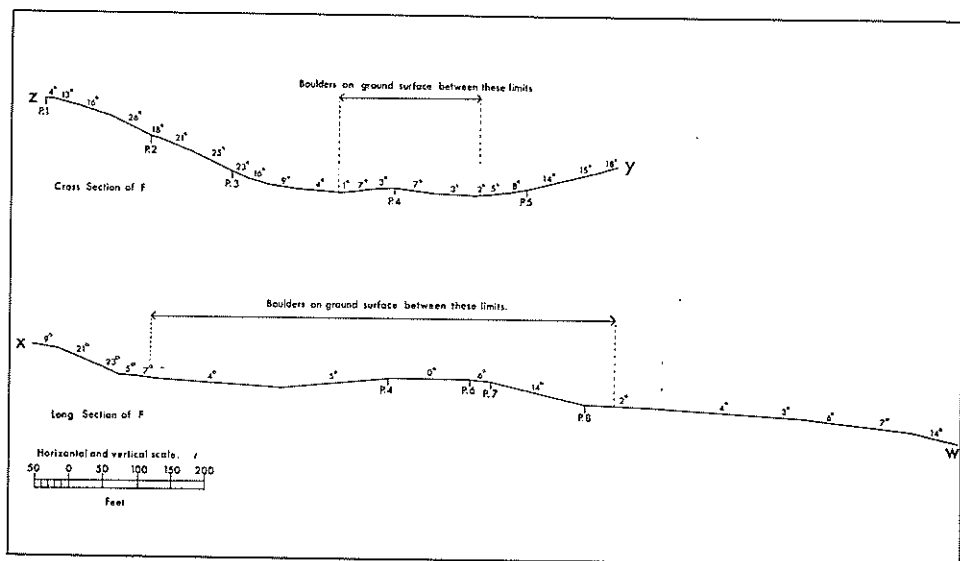 Boulders on ground surface between these limits
Z 4° 13° 16° 26° 18° 21° 25° 23° 16° 9° 4° 1° 7° 3° 7° 3° 2° 5° 8° 14° 15° 18° Y
P.1 P.2 P.3 P.4 P.5
Cross Section of F
Boulders on ground surface between these limits.
X 9° 21° 23° 5° 7° 4° 5° 0° 6° 14° 2° 4° 3° 6° 7° 14° W
P.4 P.6 P.7 P.8
Long Section of F
Horizontal and vertical scale.
50 0 50 100 150 200
Feet